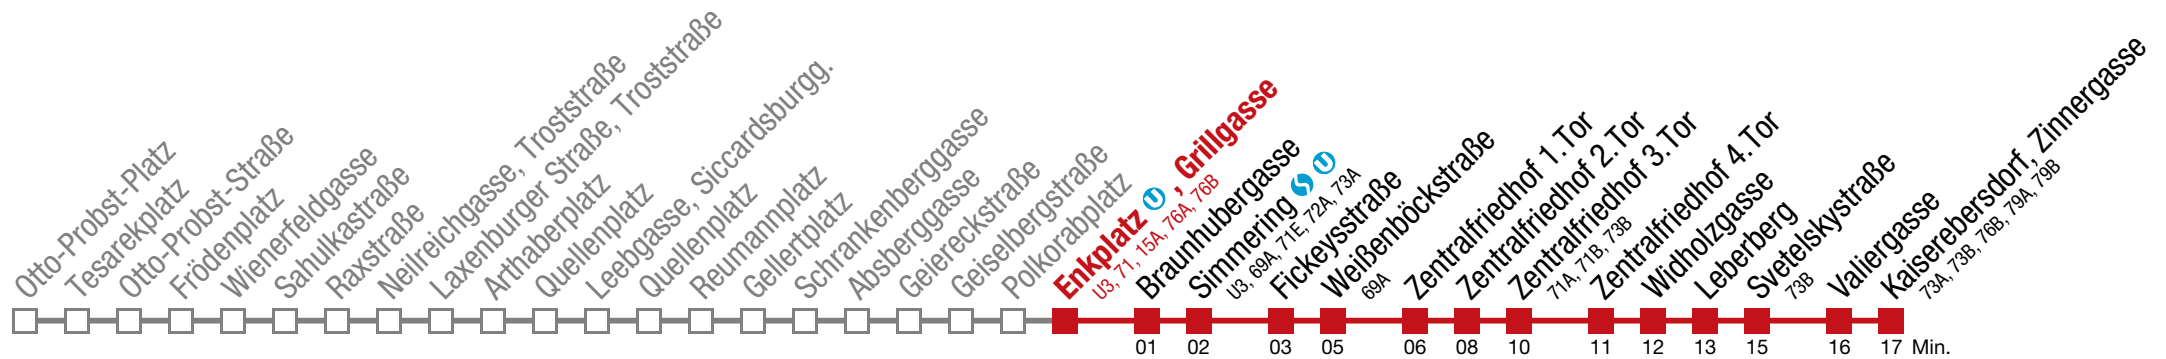 Otto-Probst-Platz
Tesarekplatz
Otto-Probst-Straße
Frödenplatz
Wienerfeldgasse
Sahulkastraße
Raxstraße
Neilreichgasse, Troststraße
Laxenburger Straße, Troststraße
Arthaberplatz
Quellenplatz
Leebgasse, Siccardsburgg.
Quellenplatz
Reumannplatz
Gellertplatz
Schrankenberggasse
Absberggasse
Geiereckstraße
Geiselbergstraße
Polkorabplatz
Enkplatz U, Grillgasse
U3, 71, 15A, 76A, 76B
Braunhubergasse
Simmering S U
U3, 69A, 71E, 72A, 73A
Fickeysstraße
Weißenböckstraße
69A
Zentralfriedhof 1.Tor
Zentralfriedhof 2.Tor
Zentralfriedhof 3.Tor
71A, 71B, 73B
Zentralfriedhof 4.Tor
Widholzgasse
Leberberg
Svetelskystraße
73B
Valiergasse
Kaiserebersdorf, Zinnergasse
73A, 73B, 76B, 79A, 79B
01 02 03 05 06 08 10 11 12 13 15 16 17 Min.